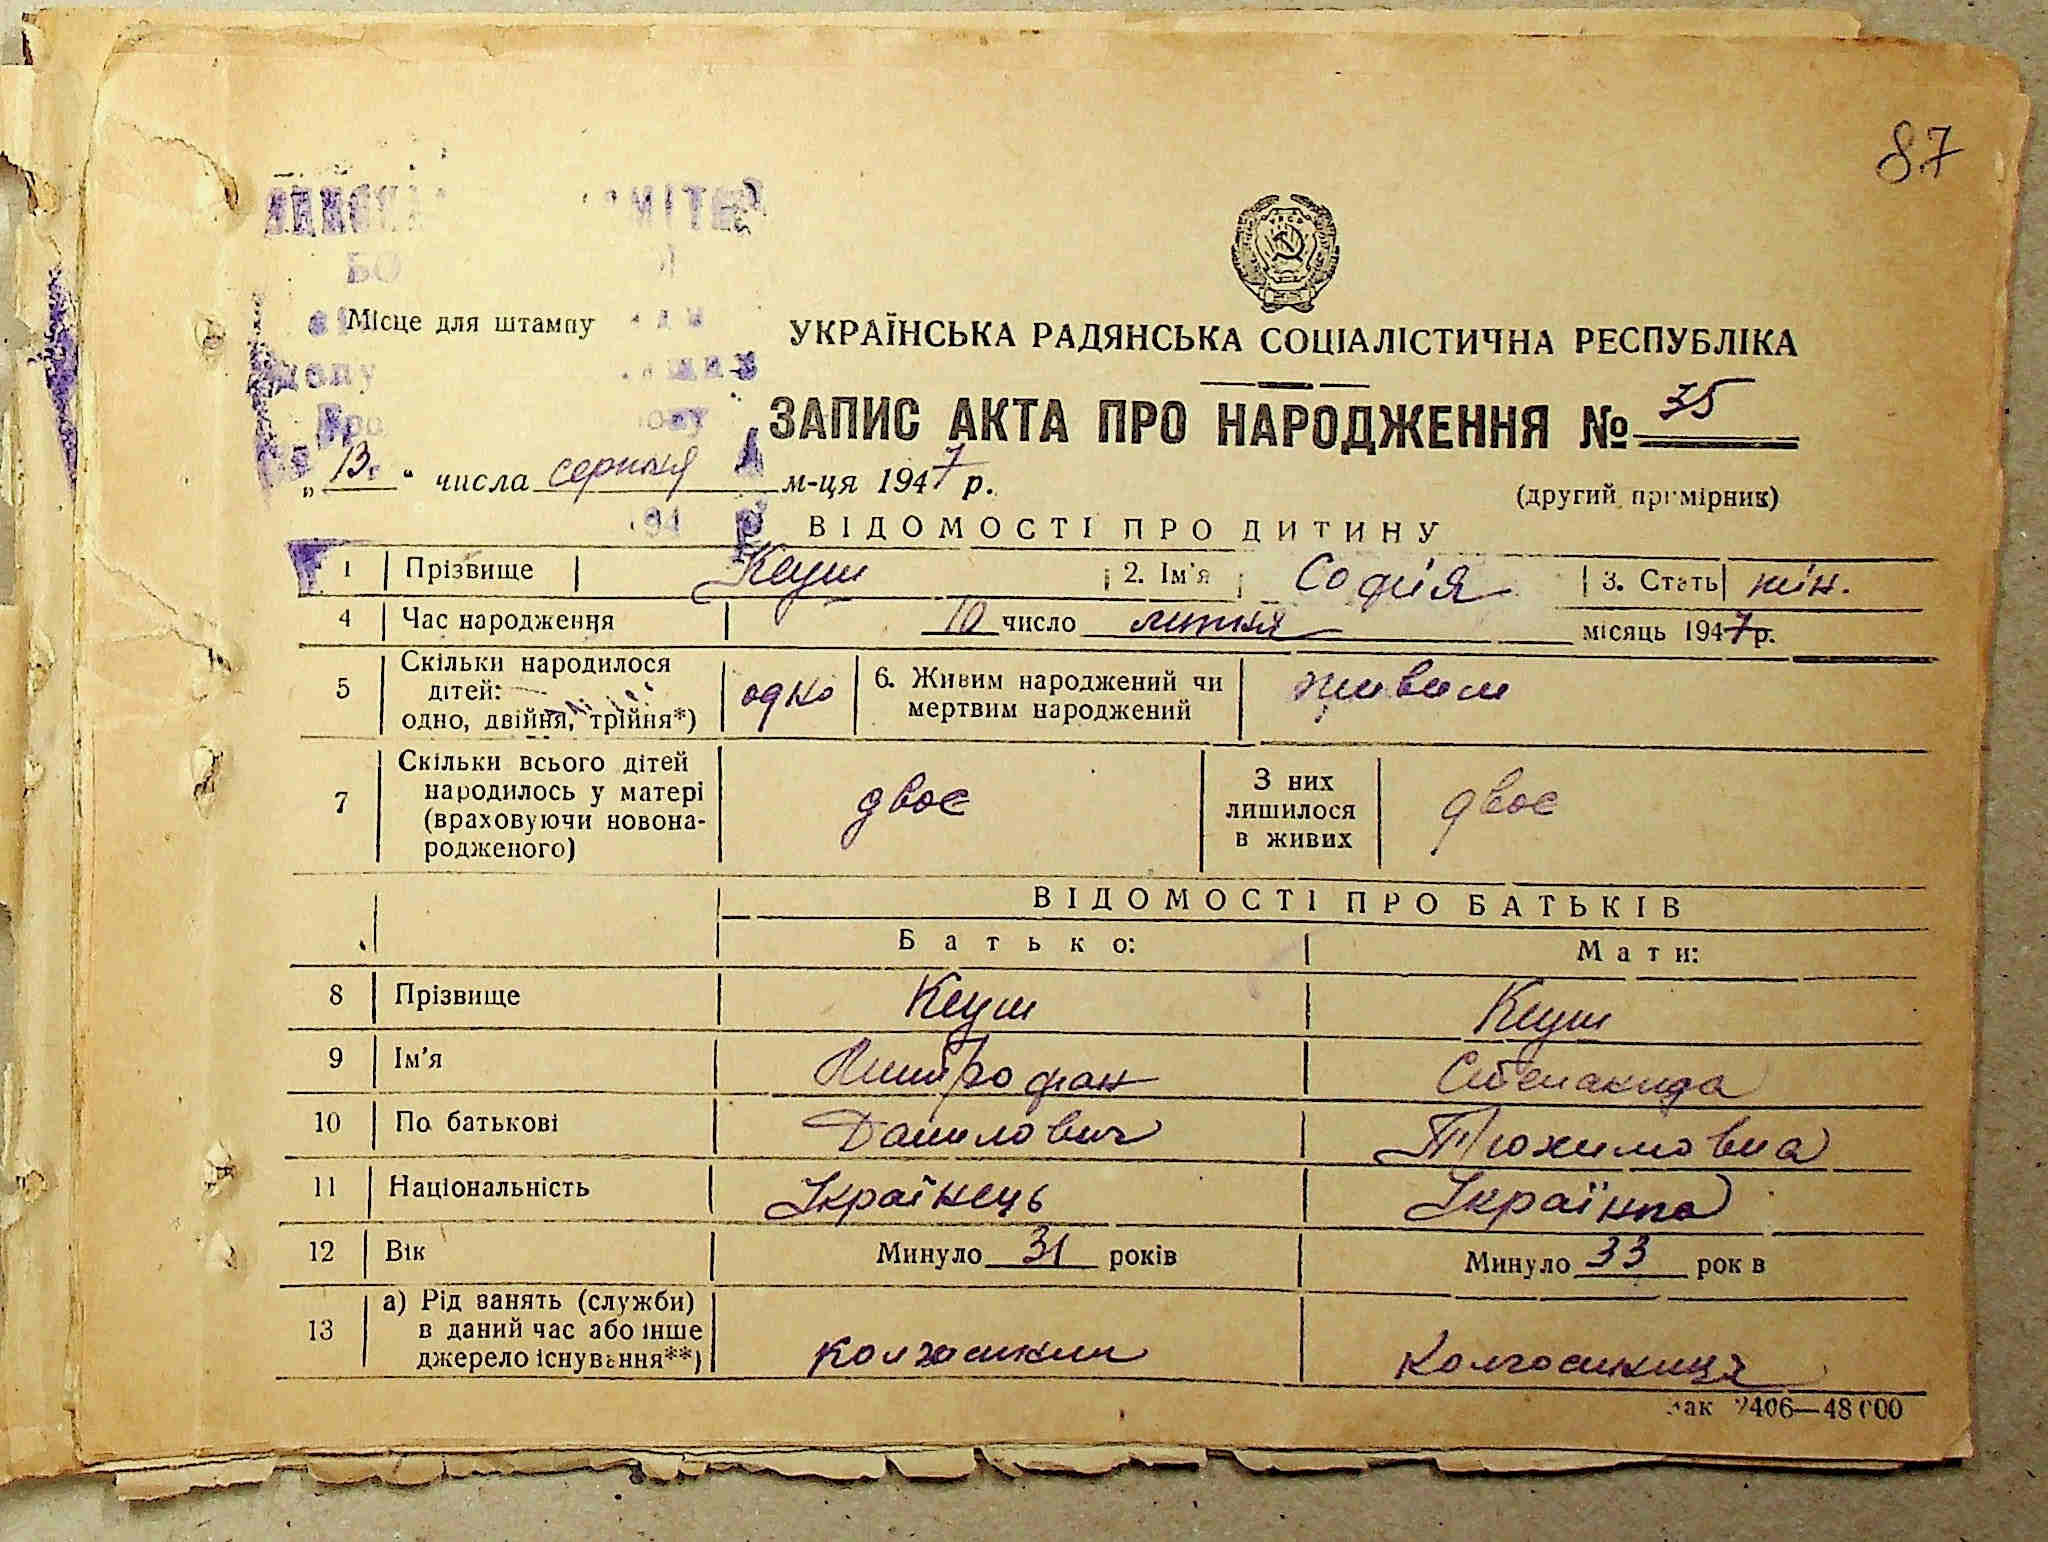 87
Місце для штампу
УКРАЇНСЬКА РАДЯНСЬКА СОЦІАЛІСТИЧНА РЕСПУБЛІКА
ЗАПИС АКТА ПРО НАРОДЖЕННЯ № 75
„13" числа серпня м-ця 1947 р.
(другий примірник)
ВІДОМОСТІ ПРО ДИТИНУ
1 Прізвище Кеуш 2. Ім'я Софія 3. Стать жін.
4 Час народження 10 число липня місяць 1947 р.
5 Скільки народилося дітей: одно, двійня, трійня*) одно 6. Живим народжений чи мертвим народжений живим
7 Скільки всього дітей народилось у матері (враховуючи новонародженого) двоє З них лишилося в живих двоє
ВІДОМОСТІ ПРО БАТЬКІВ
Батько: Мати:
8 Прізвище Кеуш Кеуш
9 Ім'я Митрофан Степанида
10 По батькові Данилович Тюхимовна
11 Національність Українець Українка
12 Вік Минуло 31 років Минуло 33 рок в
13 а) Рід занять (служби) в даний час або інше джерело існування**) колгоспник колгоспниця
Зак 2406—48000